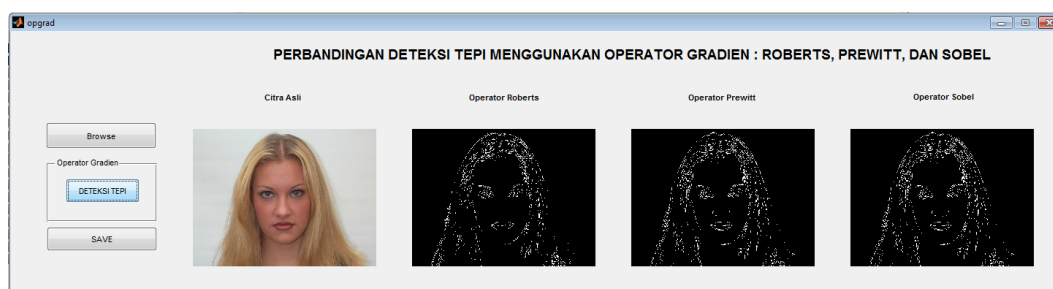 opgrad
PERBANDINGAN DETEKSI TEPI MENGGUNAKAN OPERATOR GRADIEN : ROBERTS, PREWITT, DAN SOBEL
Citra Asli
Operator Roberts
Operator Prewitt
Operator Sobel
Browse
Operator Gradien
DETEKSI TEPI
SAVE